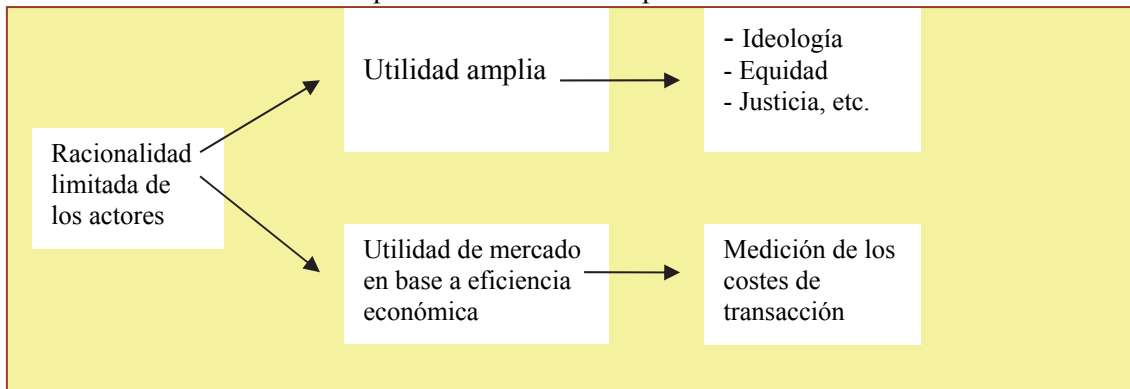 Utilidad amplia
- Ideología
- Equidad
- Justicia, etc.
Racionalidad
limitada de
los actores
Utilidad de mercado
en base a eficiencia
económica
Medición de los
costes de
transacción